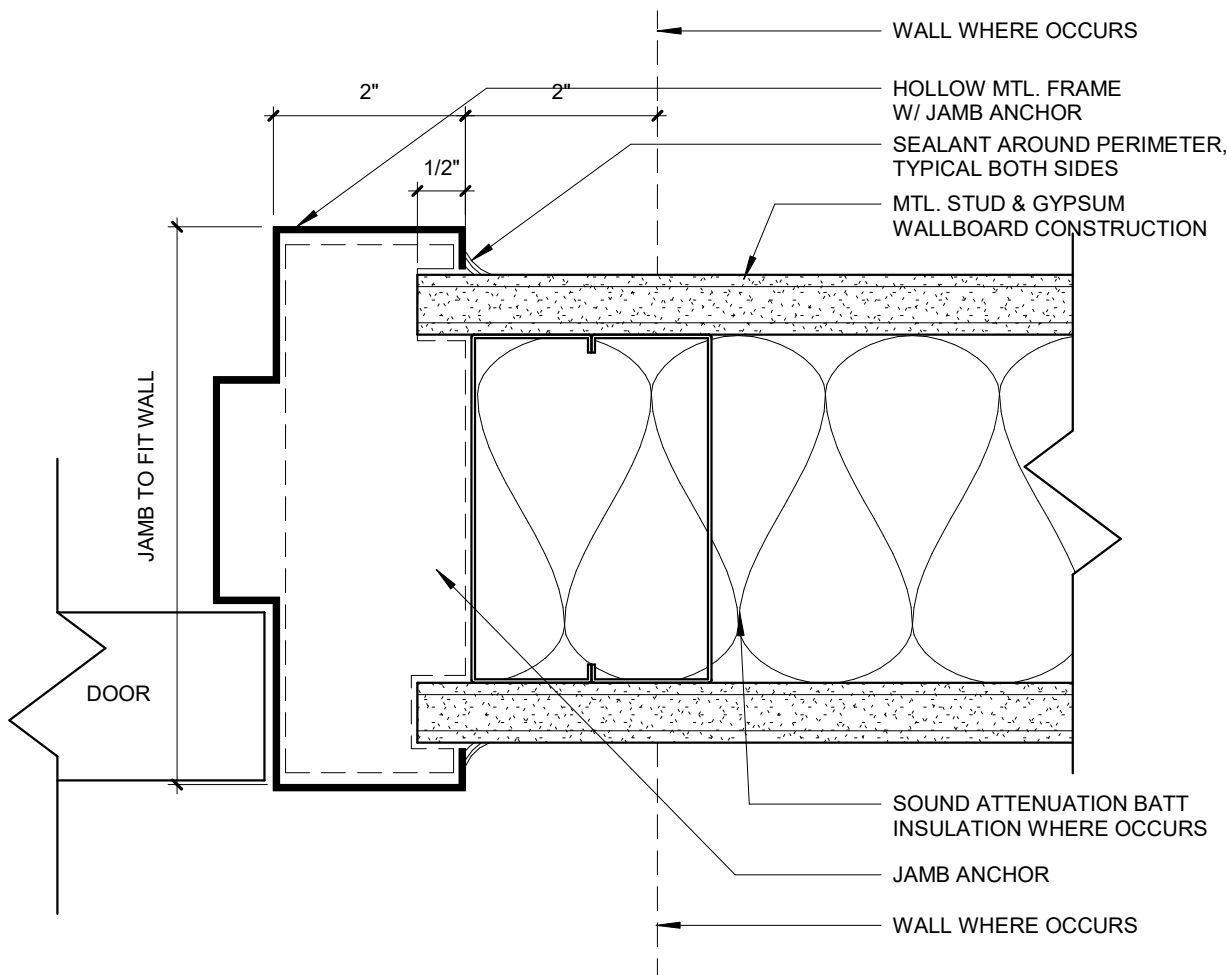 WALL WHERE OCCURS
HOLLOW MTL. FRAME
W/ JAMB ANCHOR
2"
2"
SEALANT AROUND PERIMETER,
TYPICAL BOTH SIDES
1/2"
MTL. STUD & GYPSUM
WALLBOARD CONSTRUCTION
JAMB TO FIT WALL
DOOR
SOUND ATTENUATION BATT
INSULATION WHERE OCCURS
JAMB ANCHOR
WALL WHERE OCCURS